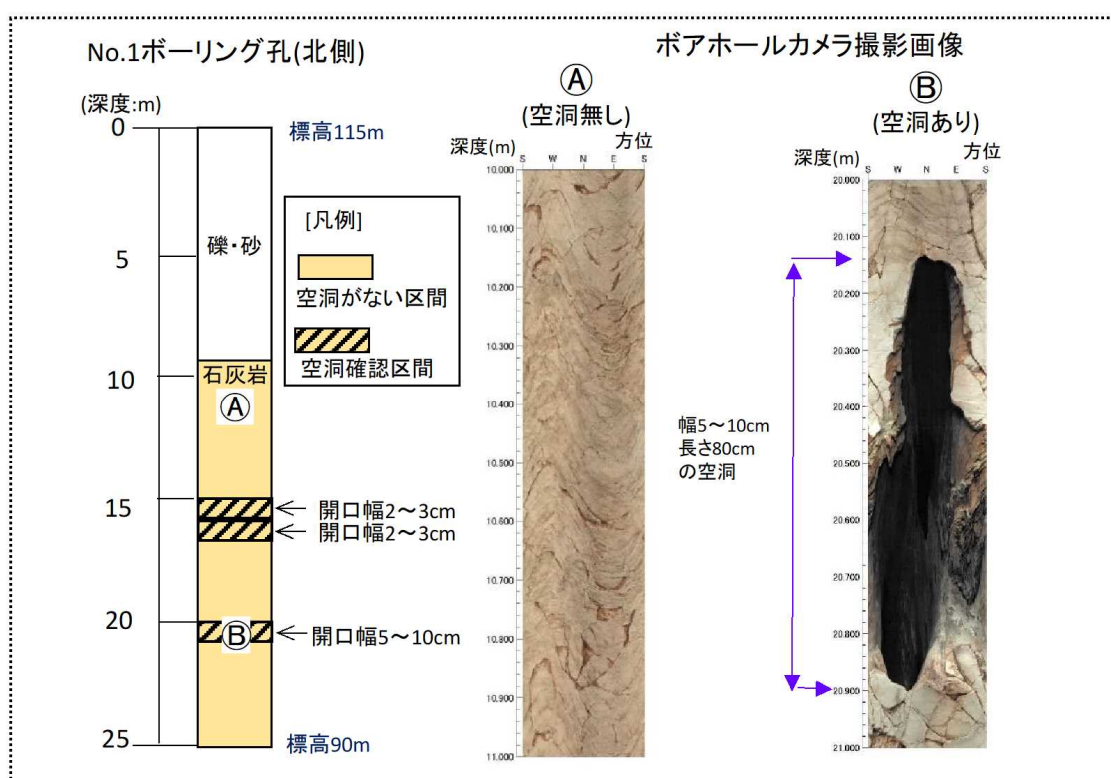 No.1ボーリング孔(北側)
(深度:m)
0
5
10
15
20
25
標高115m
標高90m
礫・砂
石灰岩
Ⓐ
Ⓑ
[凡例]
空洞がない区間
空洞確認区間
開口幅2～3cm
開口幅2～3cm
開口幅5～10cm
ボアホールカメラ撮影画像
Ⓐ
(空洞無し)
深度(m)
方位
S W N E S
10.000
10.100
10.200
10.300
10.400
10.500
10.600
10.700
10.800
10.900
11.000
Ⓑ
(空洞あり)
深度(m)
方位
S W N E S
20.000
20.100
20.200
20.300
20.400
20.500
20.600
20.700
20.800
20.900
21.000
幅5～10cm
長さ80cm
の空洞